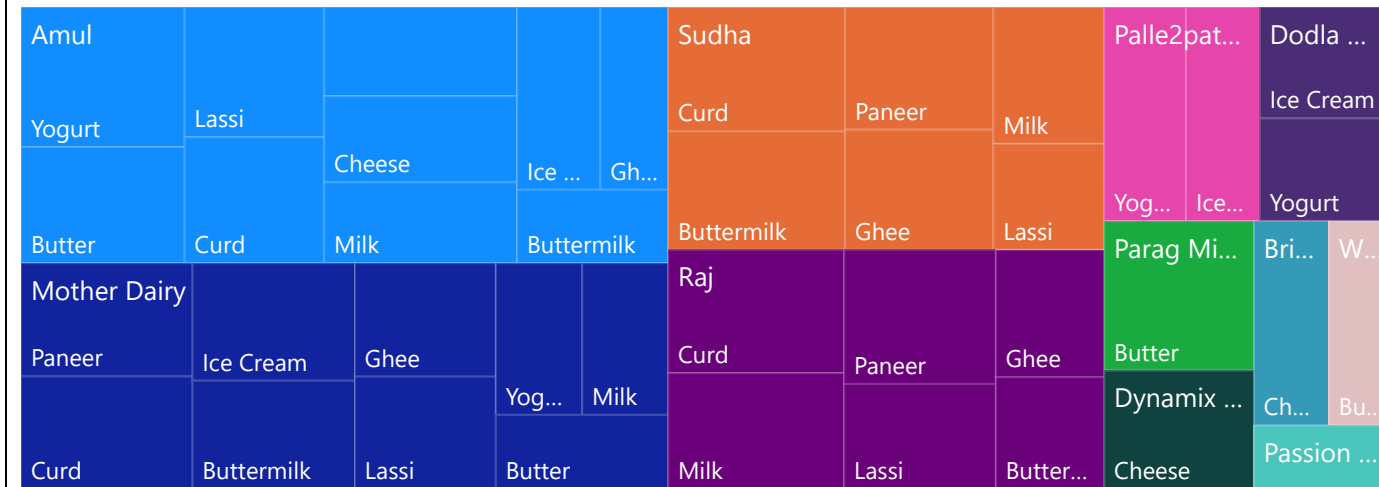 Amul
Yogurt
Lassi
Cheese
Ice ...
Gh...
Butter
Curd
Milk
Buttermilk
Mother Dairy
Paneer
Ice Cream
Ghee
Yog...
Milk
Curd
Buttermilk
Lassi
Butter
Sudha
Curd
Paneer
Milk
Buttermilk
Ghee
Lassi
Raj
Curd
Paneer
Ghee
Milk
Lassi
Butter...
Palle2pat...
Yog...
Ice...
Dodla ...
Ice Cream
Yogurt
Parag Mi...
Butter
Dynamix ...
Cheese
Bri...
Ch...
W...
Bu...
Passion ...